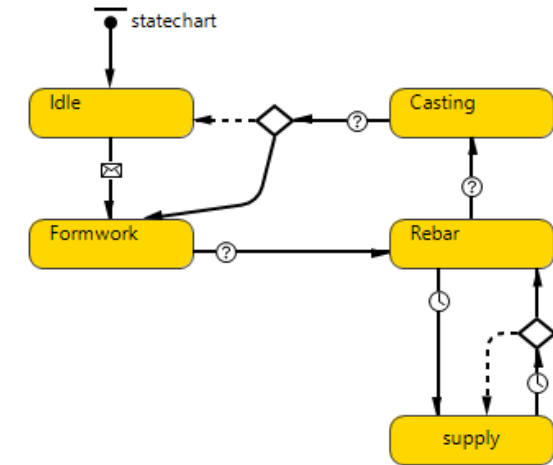 statechart
Idle
Casting
?
?
Formwork
Rebar
?
supply